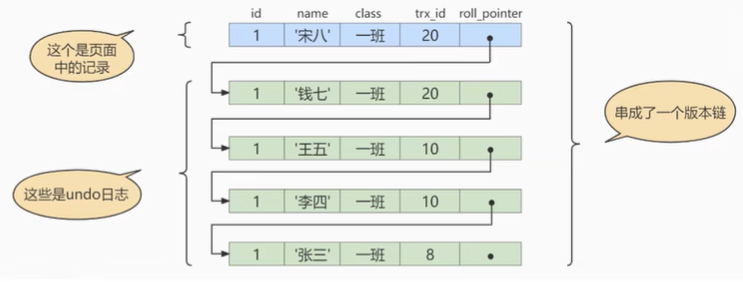 id name class trx_id roll_pointer
1 '宋八' 一班 20
1 '钱七' 一班 20
1 '王五' 一班 10
1 '李四' 一班 10
1 '张三' 一班 8
这个是页面
中的记录
这些是undo日志
串成了一个版本链